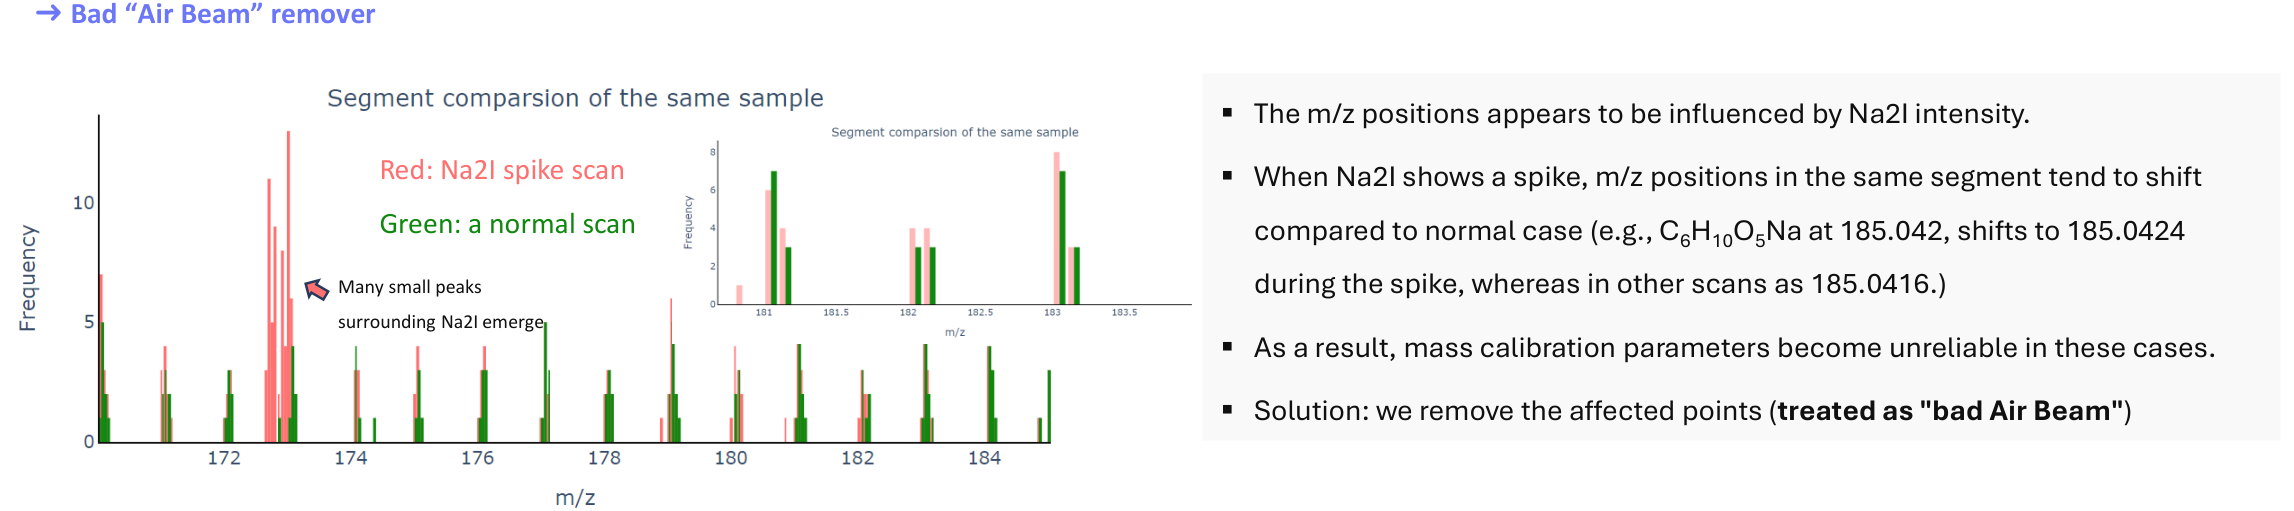 → Bad “Air Beam” remover
Segment comparsion of the same sample
Red: Na2I spike scan
Green: a normal scan
Many small peaks
surrounding Na2I emerge
Frequency
10
5
0
172
174
176
178
180
182
184
m/z
Segment comparsion of the same sample
Frequency
8
6
4
2
0
181
181.5
182
182.5
183
183.5
m/z
▪ The m/z positions appears to be influenced by Na2I intensity.
▪ When Na2I shows a spike, m/z positions in the same segment tend to shift
compared to normal case (e.g., C₆H₁₀O₅Na at 185.042, shifts to 185.0424
during the spike, whereas in other scans as 185.0416.)
▪ As a result, mass calibration parameters become unreliable in these cases.
▪ Solution: we remove the affected points (treated as "bad Air Beam")